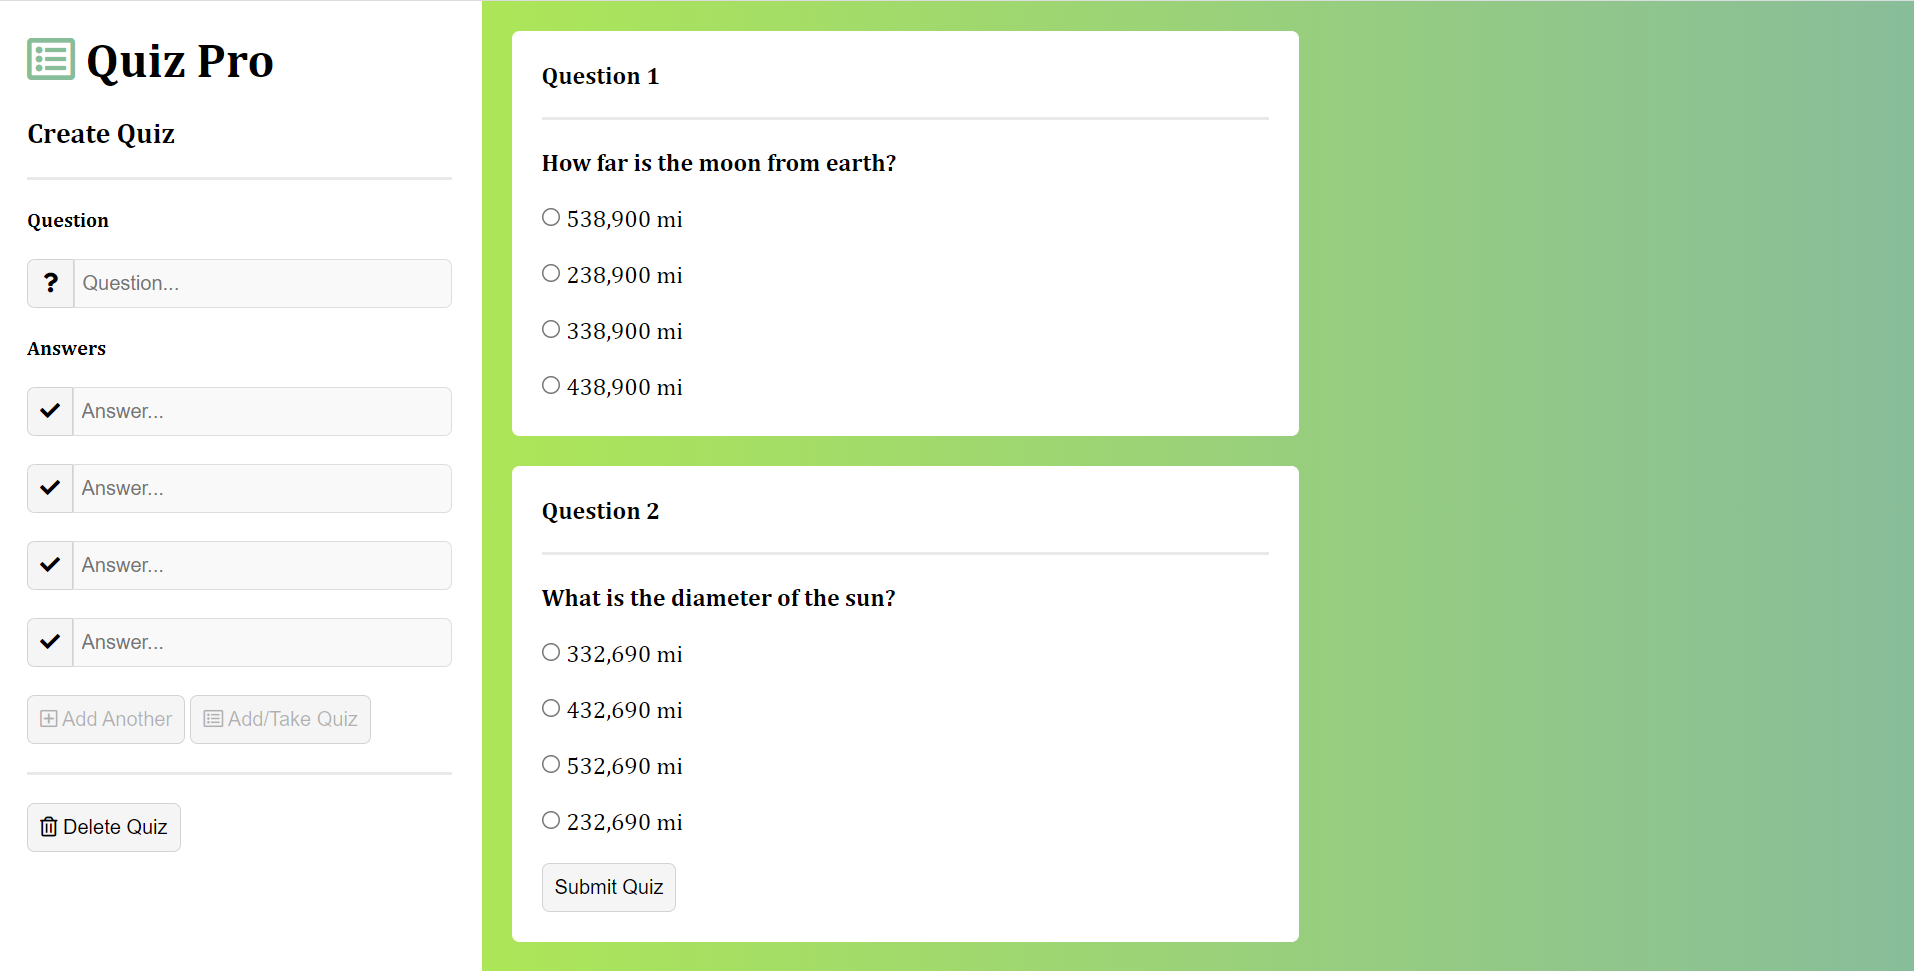 Quiz Pro
Create Quiz
Question
Question...
Answers
Answer...
Answer...
Answer...
Answer...
Add Another
Add/Take Quiz
Delete Quiz
Question 1
How far is the moon from earth?
538,900 mi
238,900 mi
338,900 mi
438,900 mi
Question 2
What is the diameter of the sun?
332,690 mi
432,690 mi
532,690 mi
232,690 mi
Submit Quiz